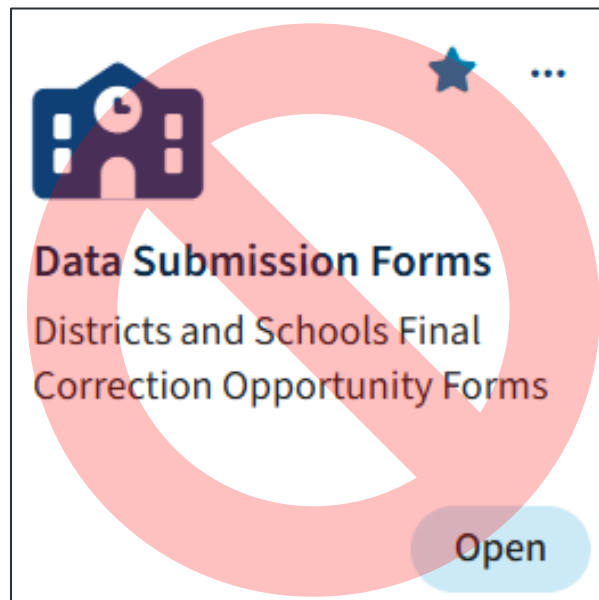 Data Submission Forms
Districts and Schools Final
Correction Opportunity Forms
Open